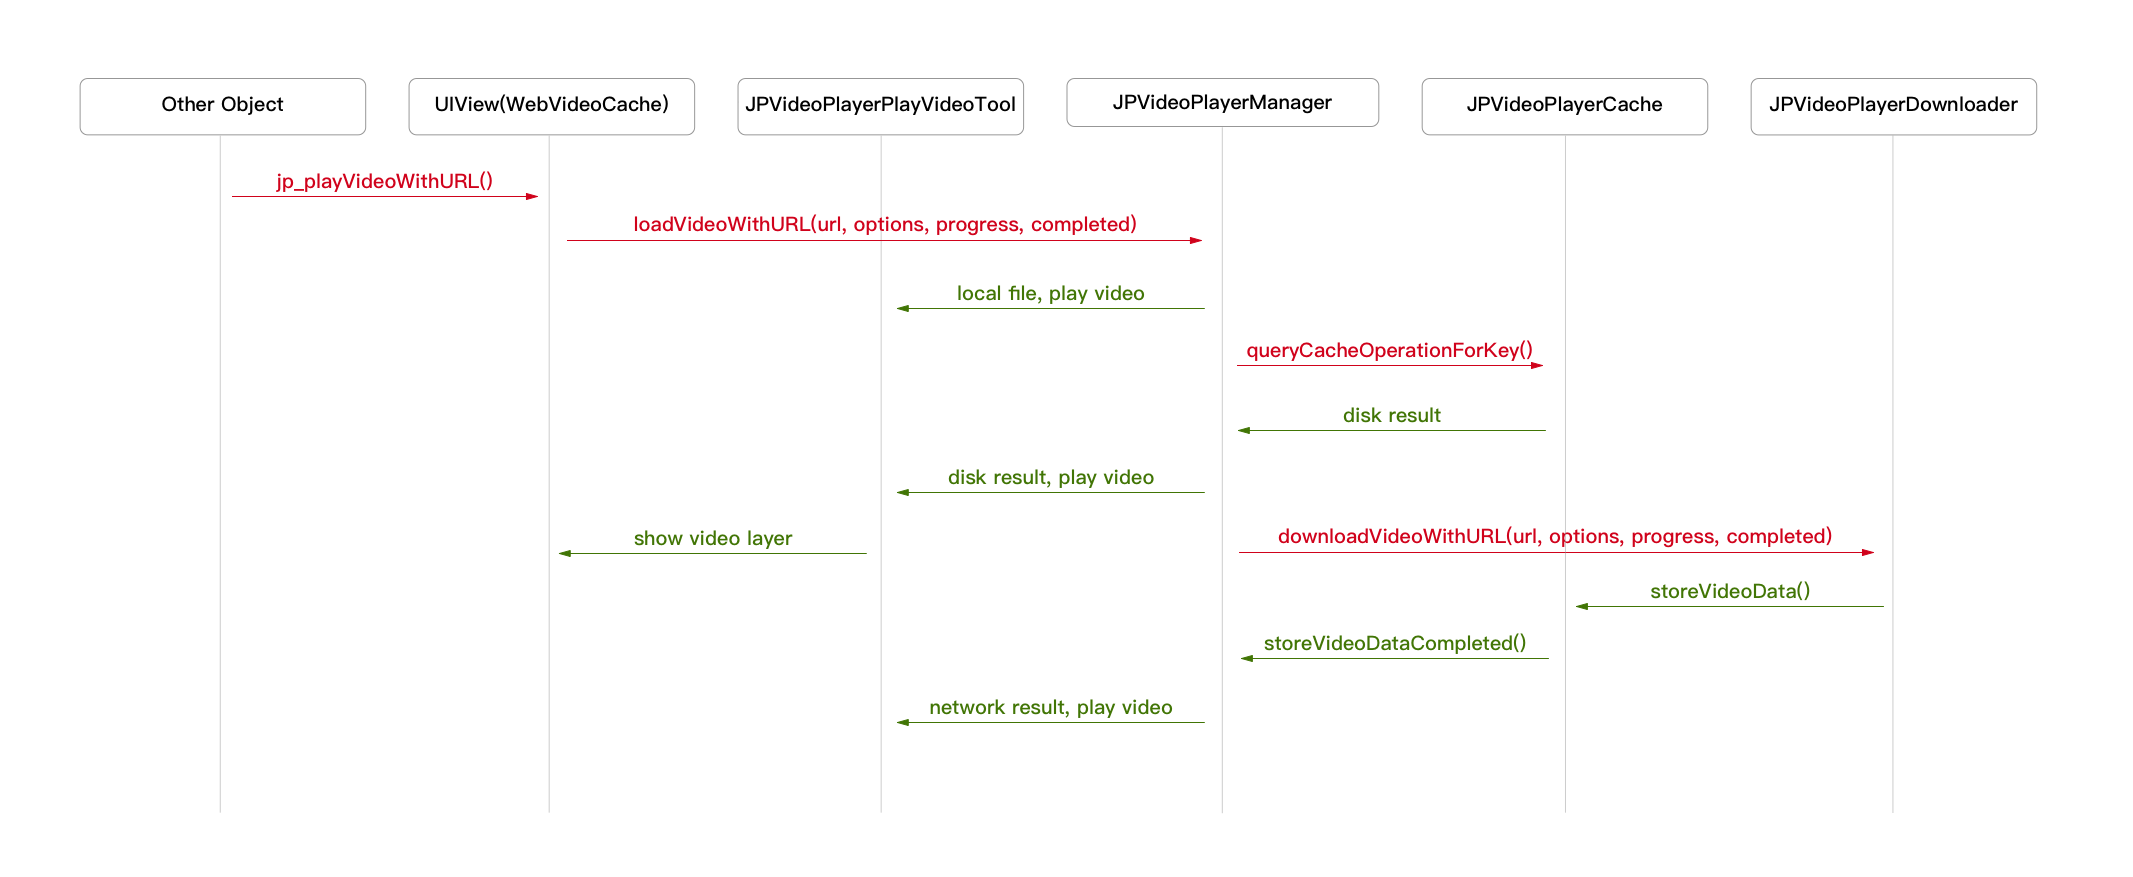 Other Object
UIView(WebVideoCache)
JPVideoPlayerPlayVideoTool
JPVideoPlayerManager
JPVideoPlayerCache
JPVideoPlayerDownloader
jp_playVideoWithURL()
loadVideoWithURL(url, options, progress, completed)
local file, play video
queryCacheOperationForKey()
disk result
disk result, play video
show video layer
downloadVideoWithURL(url, options, progress, completed)
storeVideoData()
storeVideoDataCompleted()
network result, play video